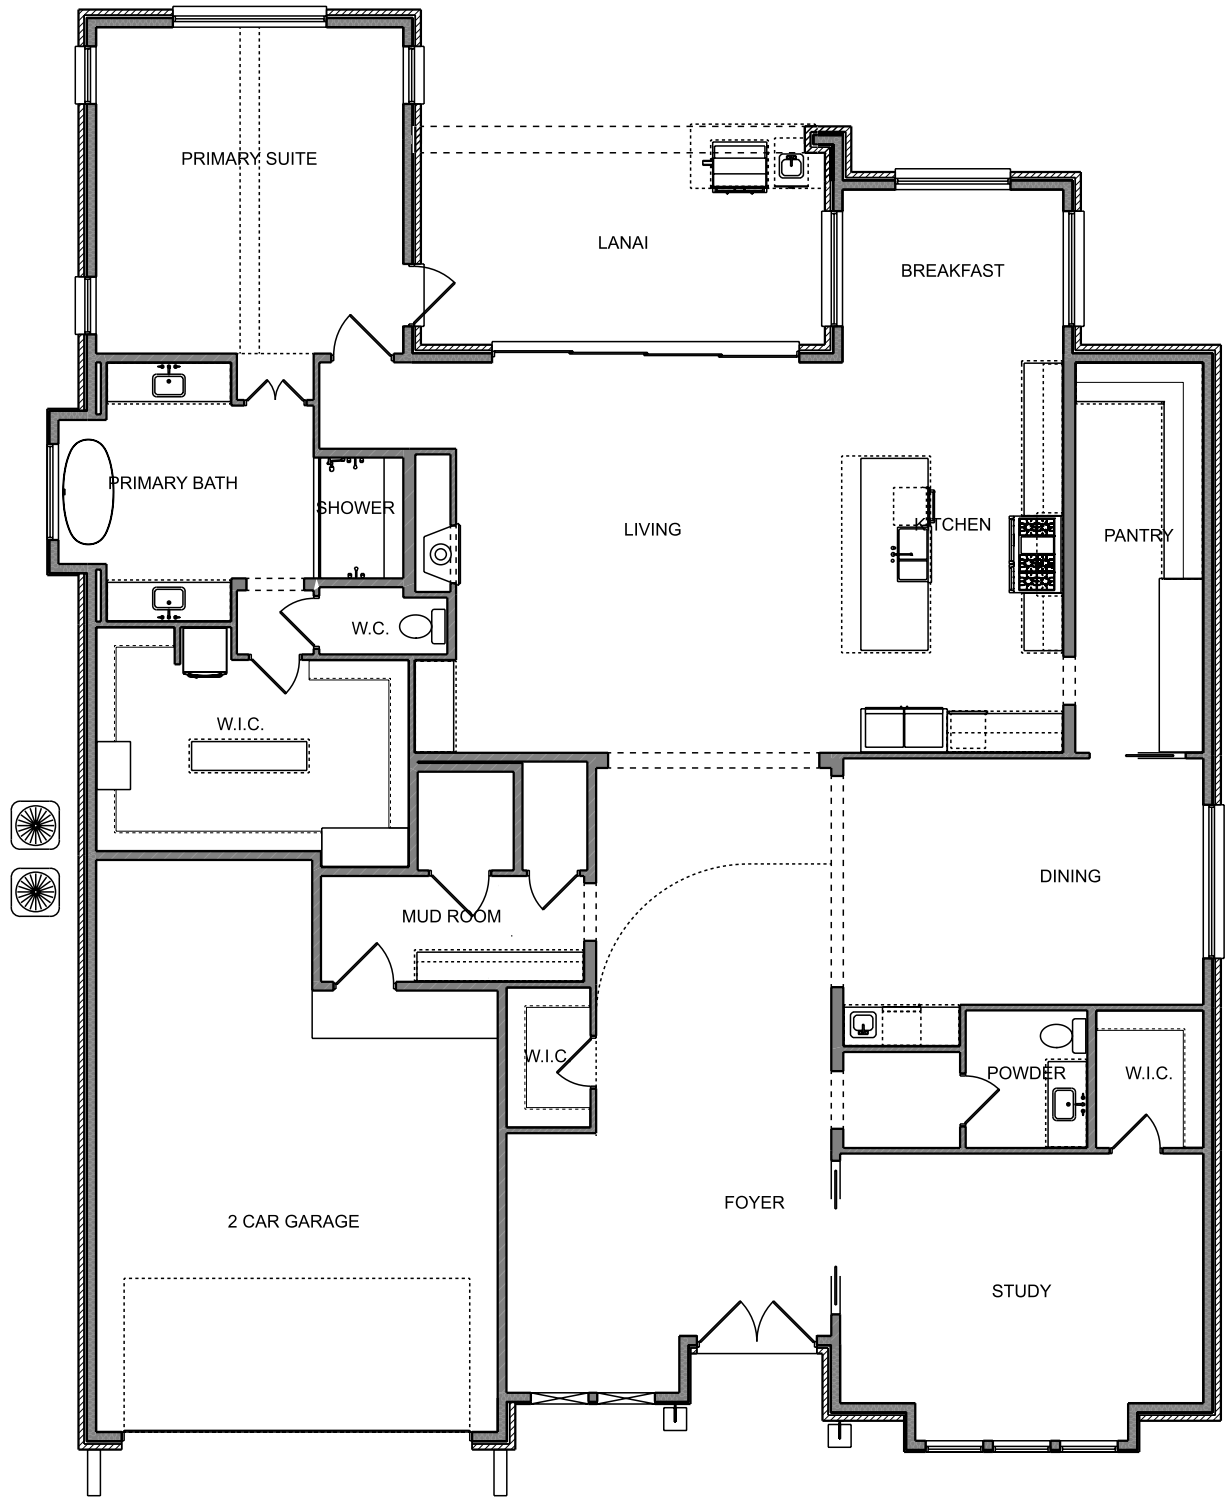 PRIMARY SUITE
LANAI
BREAKFAST
PRIMARY BATH
SHOWER
LIVING
KITCHEN
PANTRY
W.C.
W.I.C.
DINING
MUD ROOM
W.I.C.
POWDER
W.I.C.
FOYER
2 CAR GARAGE
STUDY